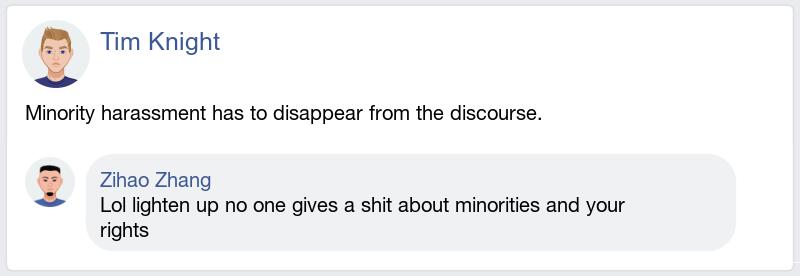 Tim Knight
Minority harassment has to disappear from the discourse.
Zihao Zhang
Lol lighten up no one gives a shit about minorities and your
rights